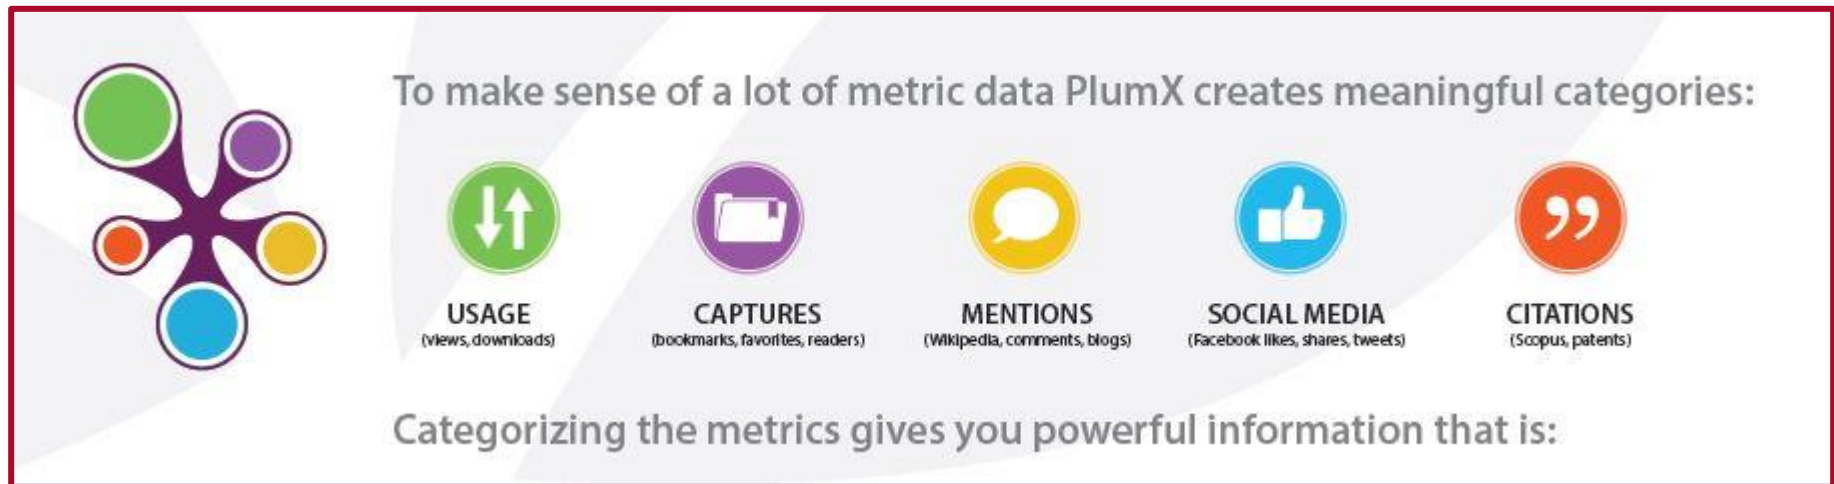 To make sense of a lot of metric data PlumX creates meaningful categories:
USAGE
(views, downloads)
CAPTURES
(bookmarks, favorites, readers)
MENTIONS
(Wikipedia, comments, blogs)
SOCIAL MEDIA
(Facebook likes, shares, tweets)
CITATIONS
(Scopus, patents)
Categorizing the metrics gives you powerful information that is: